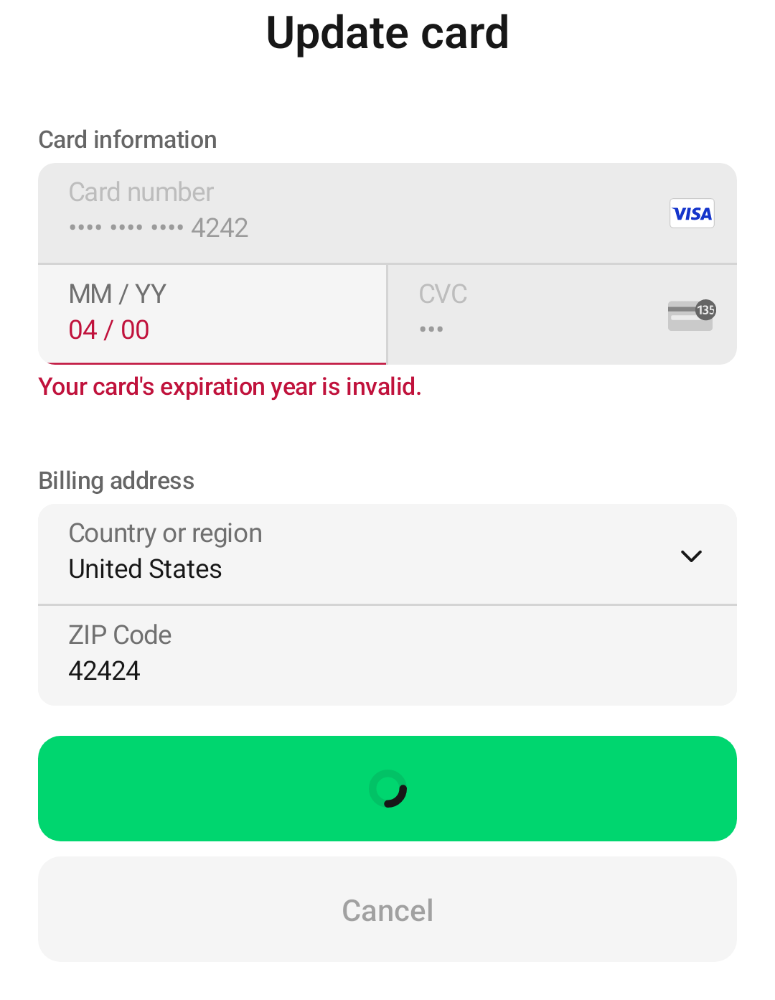 Update card
Card information
Card number
•••• •••• •••• 4242
VISA
MM / YY
04 / 00
CVC
•••
135
Your card's expiration year is invalid.
Billing address
Country or region
United States
ZIP Code
42424
Cancel